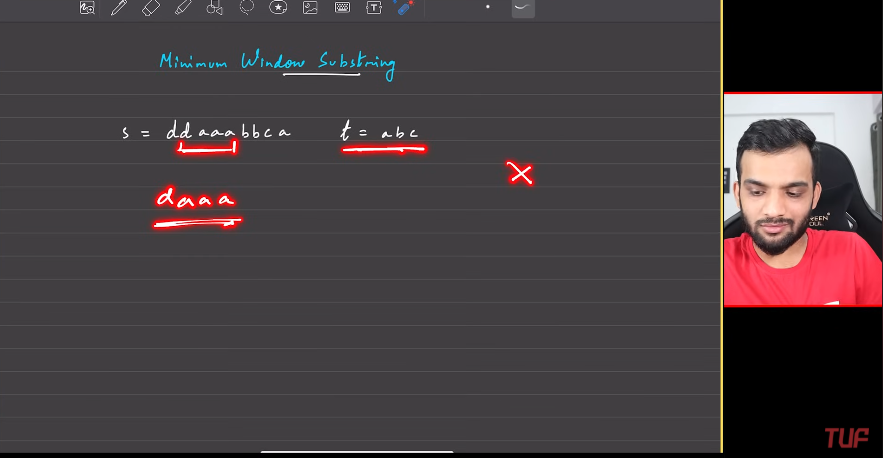 Minimum Window Substring
s = ddaaabbca t = abc
daaa
TUF